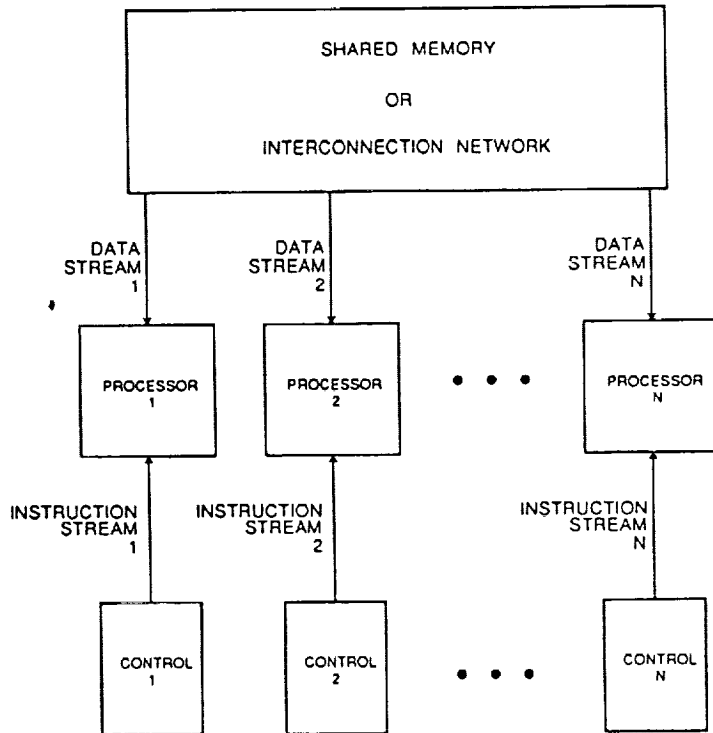 SHARED MEMORY
OR
INTERCONNECTION NETWORK
DATA
STREAM
1
DATA
STREAM
2
DATA
STREAM
N
PROCESSOR
1
PROCESSOR
2
PROCESSOR
N
INSTRUCTION
STREAM
1
INSTRUCTION
STREAM
2
INSTRUCTION
STREAM
N
CONTROL
1
CONTROL
2
CONTROL
N